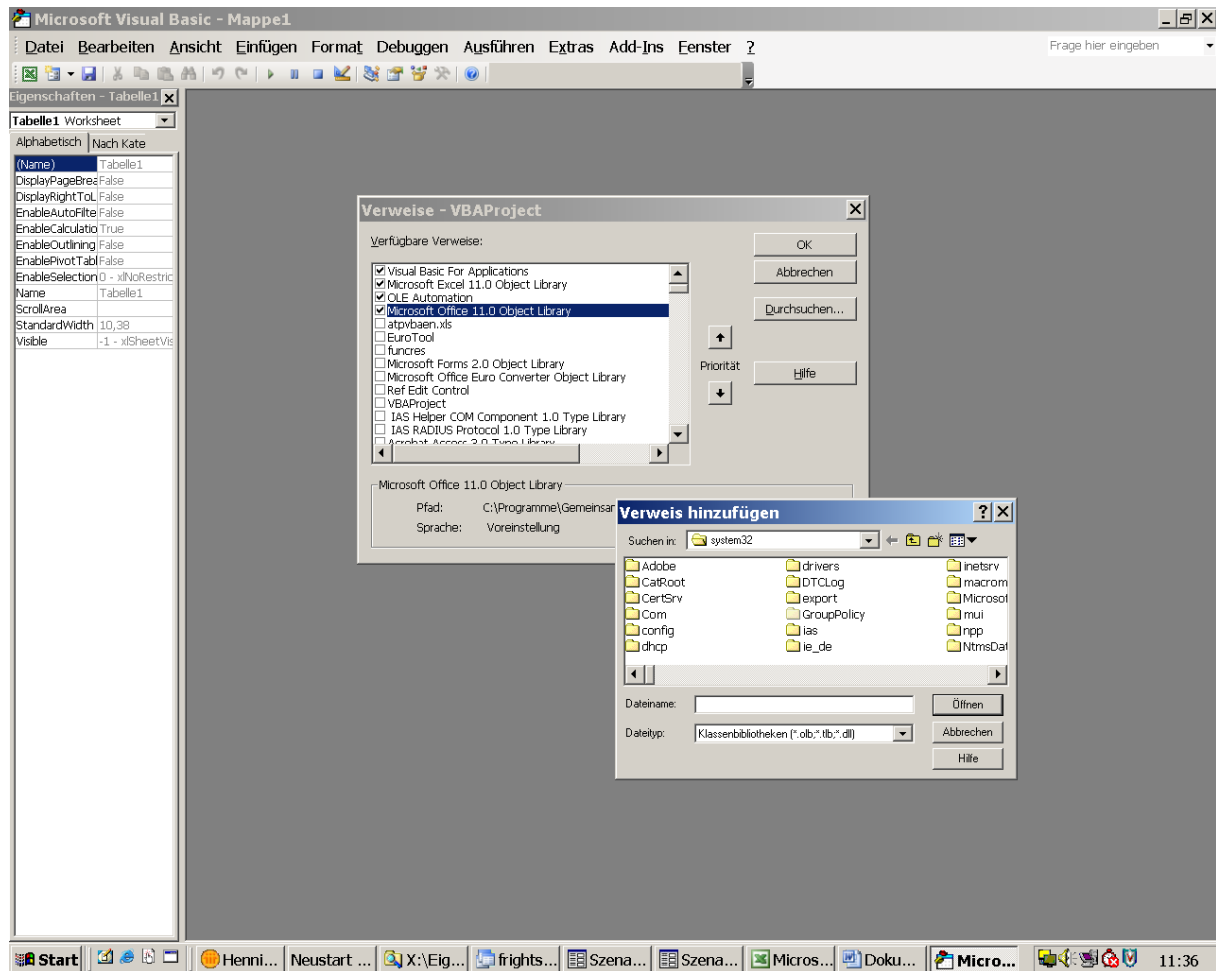 Microsoft Visual Basic - Mappe1
Datei Bearbeiten Ansicht Einfügen Format Debuggen Ausführen Extras Add-Ins Fenster ?
Frage hier eingeben
Eigenschaften - Tabelle1
Tabelle1 Worksheet
Alphabetisch Nach Kate
(Name) Tabelle1
DisplayPageBrea False
DisplayRightToL False
EnableAutoFilte False
EnableCalculatio True
EnableOutlining False
EnablePivotTabl False
EnableSelection 0 - xlNoRestric
Name Tabelle1
ScrollArea
StandardWidth 10,38
Visible -1 - xlSheetVis
Verweise - VBAProject
Verfügbare Verweise:
Visual Basic For Applications
Microsoft Excel 11.0 Object Library
OLE Automation
Microsoft Office 11.0 Object Library
atpvbaen.xls
EuroTool
funcres
Microsoft Forms 2.0 Object Library
Microsoft Office Euro Converter Object Library
Ref Edit Control
VBAProject
IAS Helper COM Component 1.0 Type Library
IAS RADIUS Protocol 1.0 Type Library
Acrobat Access 3.0 Type Library
OK
Abbrechen
Durchsuchen...
Priorität
Hilfe
Microsoft Office 11.0 Object Library
Pfad: C:\Programme\Gemeinsar
Sprache: Voreinstellung
Verweis hinzufügen
Suchen in: system32
Adobe drivers inetsrv
CatRoot DTCLog macrom
CertSrv export Microsof
Com GroupPolicy mui
config ias npp
dhcp ie_de NtmsDat
Dateiname: Öffnen
Dateityp: Klassenbibliotheken (*.olb;*.tlb;*.dll) Abbrechen
Hilfe
Start Henni... Neustart ... X:\Eig... frights... Szena... Szena... Micros... Doku... Micro... 11:36